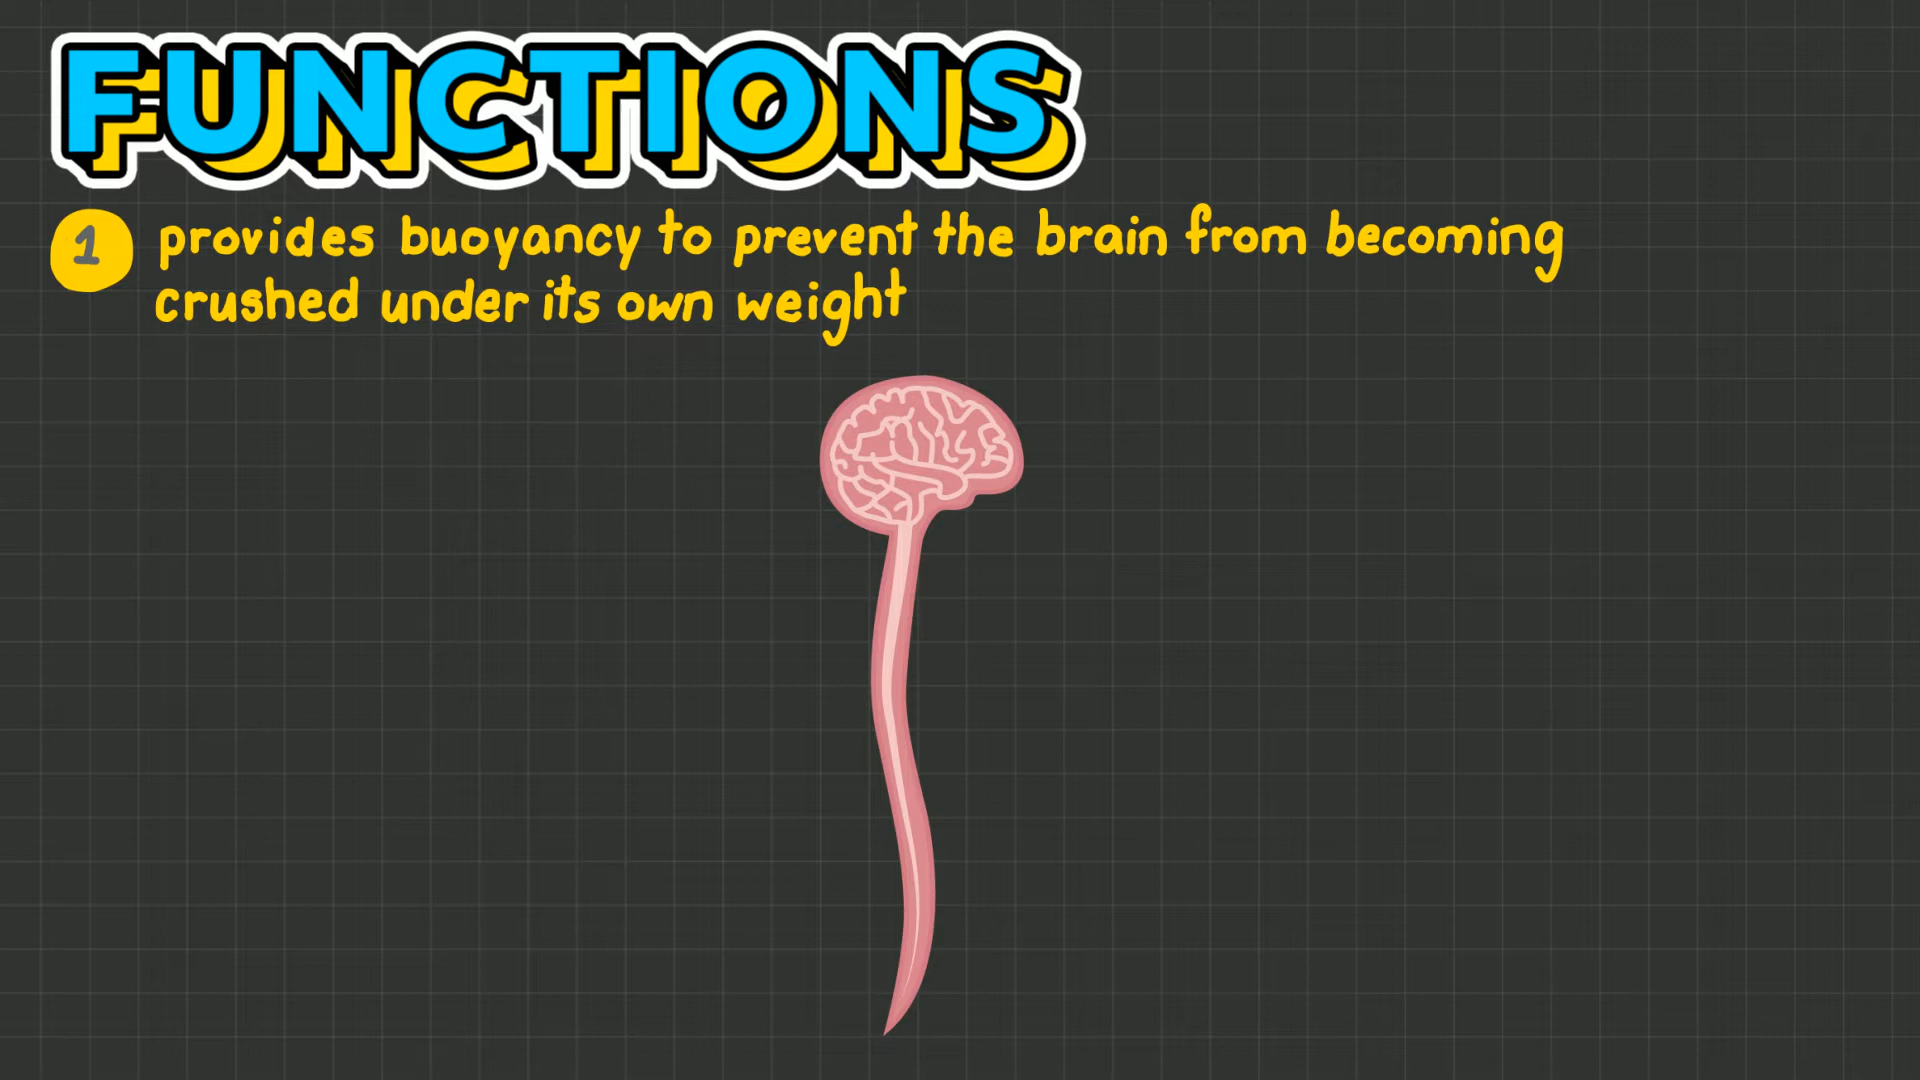 FUNCTIONS
1 provides buoyancy to prevent the brain from becoming
crushed under its own weight